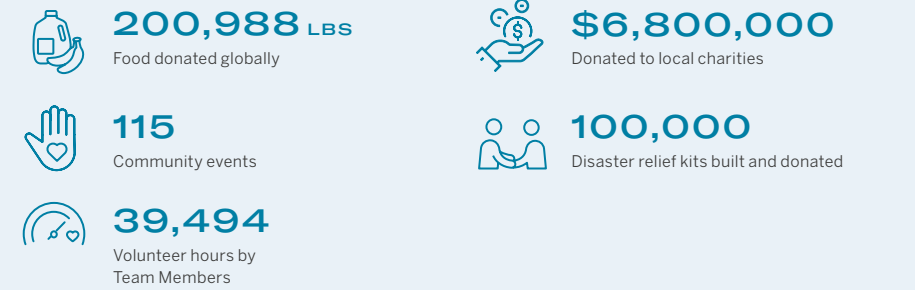 200,988 LBS
Food donated globally
$6,800,000
Donated to local charities
115
Community events
100,000
Disaster relief kits built and donated
39,494
Volunteer hours by
Team Members